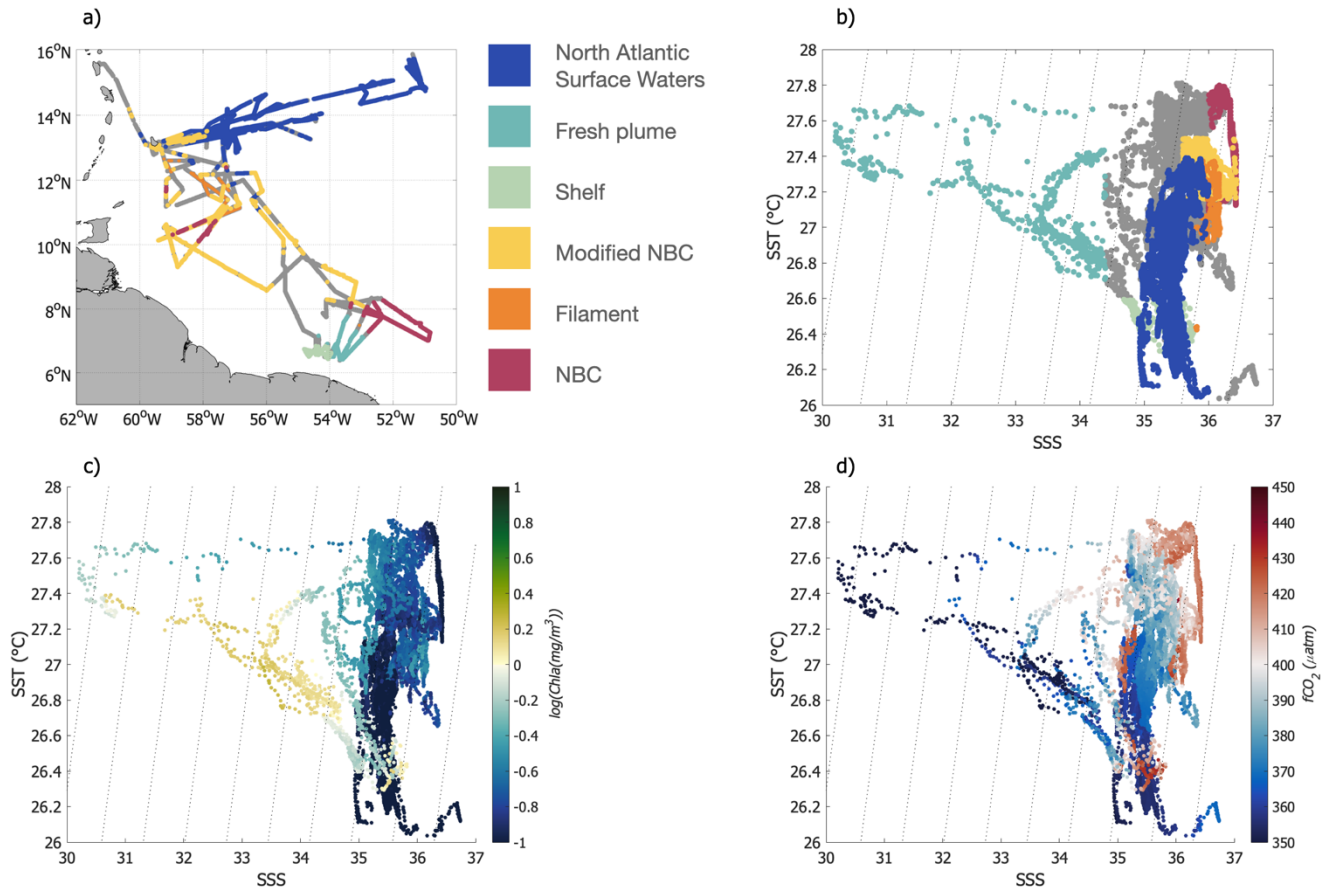 a)
16°N
14°N
12°N
10°N
8°N
6°N
62°W 60°W 58°W 56°W 54°W 52°W 50°W
North Atlantic
Surface Waters
Fresh plume
Shelf
Modified NBC
Filament
NBC
b)
28
27.8
27.6
27.4
27.2
27
26.8
26.6
26.4
26.2
26
SST (°C)
30 31 32 33 34 35 36 37
SSS
c)
28
27.8
27.6
27.4
27.2
27
26.8
26.6
26.4
26.2
26
SST (°C)
30 31 32 33 34 35 36 37
SSS
1
0.8
0.6
0.4
0.2
0
-0.2
-0.4
-0.6
-0.8
-1
log(Chla(mg/m³))
d)
28
27.8
27.6
27.4
27.2
27
26.8
26.6
26.4
26.2
26
SST (°C)
30 31 32 33 34 35 36 37
SSS
450
440
430
420
410
400
390
380
370
360
350
fCO₂(μatm)